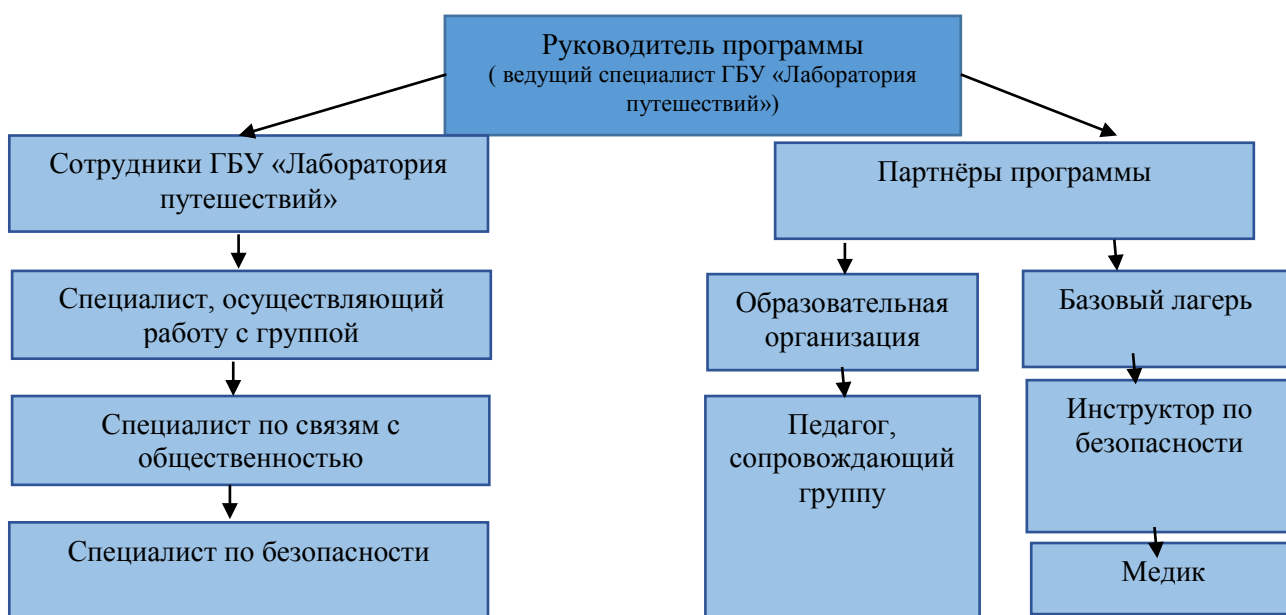 Руководитель программы
( ведущий специалист ГБУ «Лаборатория
путешествий»)
Сотрудники ГБУ «Лаборатория
путешествий»
Партнёры программы
Специалист, осуществляющий
работу с группой
Образовательная
организация
Базовый лагерь
Специалист по связям с
общественностью
Педагог,
сопровождающий
группу
Инструктор по
безопасности
Специалист по безопасности
Медик